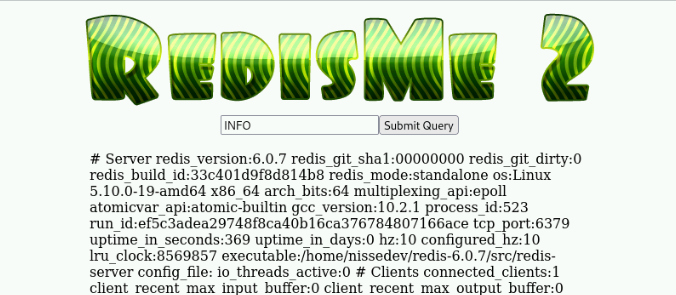 RedisMe 2
INFO Submit Query
# Server redis_version:6.0.7 redis_git_sha1:00000000 redis_git_dirty:0
redis_build_id:33c401d9f8d814b8 redis_mode:standalone os:Linux
5.10.0-19-amd64 x86_64 arch_bits:64 multiplexing_api:epoll
atomicvar_api:atomic-builtin gcc_version:10.2.1 process_id:523
run_id:ef5c3adea29748f8ca40b16ca376784807166ace tcp_port:6379
uptime_in_seconds:369 uptime_in_days:0 hz:10 configured_hz:10
lru_clock:8569857 executable:/home/nissedev/redis-6.0.7/src/redis-
server config_file: io_threads_active:0 # Clients connected_clients:1
client_recent_max_input_buffer:0 client_recent_max_output_buffer:0